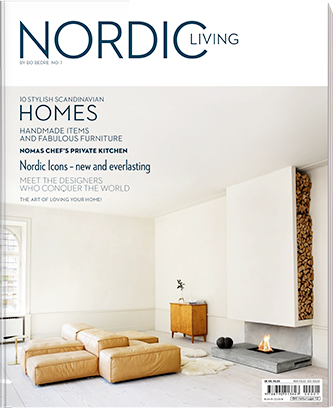 NORDIC LIVING
BY BO BEDRE. NO. 1
10 STYLISH SCANDINAVIAN
HOMES
HANDMADE ITEMS
AND FABULOUS FURNITURE
NOMAS CHEF'S PRIVATE KITCHEN
Nordic Icons – new and everlasting
MEET THE DESIGNERS
WHO CONQUER THE WORLD
THE ART OF LOVING YOUR HOME!